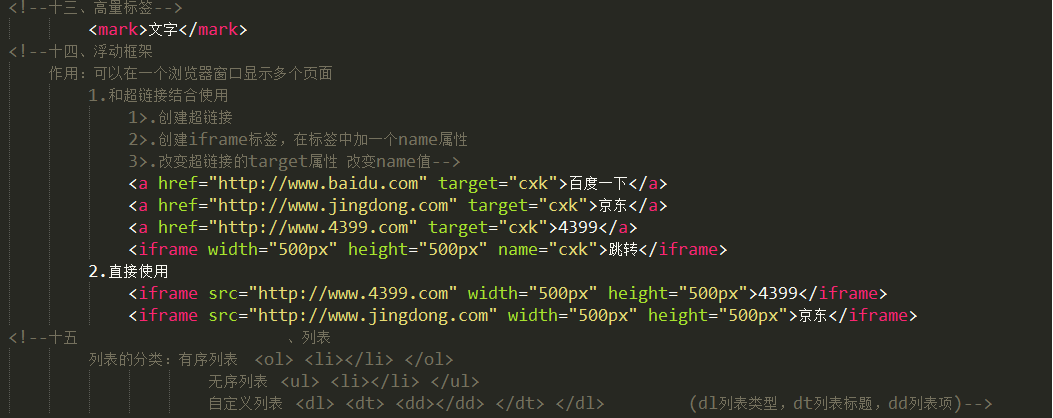 <!--十三、高量标签-->
<mark>文字</mark>
<!--十四、浮动框架
作用：可以在一个浏览器窗口显示多个页面
1.和超链接结合使用
1>.创建超链接
2>.创建iframe标签，在标签中加一个name属性
3>.改变超链接的target属性 改变name值-->
<a href="http://www.baidu.com" target="cxk">百度一下</a>
<a href="http://www.jingdong.com" target="cxk">京东</a>
<a href="http://www.4399.com" target="cxk">4399</a>
<iframe width="500px" height="500px" name="cxk">跳转</iframe>
2.直接使用
<iframe src="http://www.4399.com" width="500px" height="500px">4399</iframe>
<iframe src="http://www.jingdong.com" width="500px" height="500px">京东</iframe>
<!--十五 、列表
列表的分类：有序列表 <ol> <li></li> </ol>
无序列表 <ul> <li></li> </ul>
自定义列表 <dl> <dt> <dd></dd> </dt> </dl> (dl列表类型，dt列表标题，dd列表项)-->